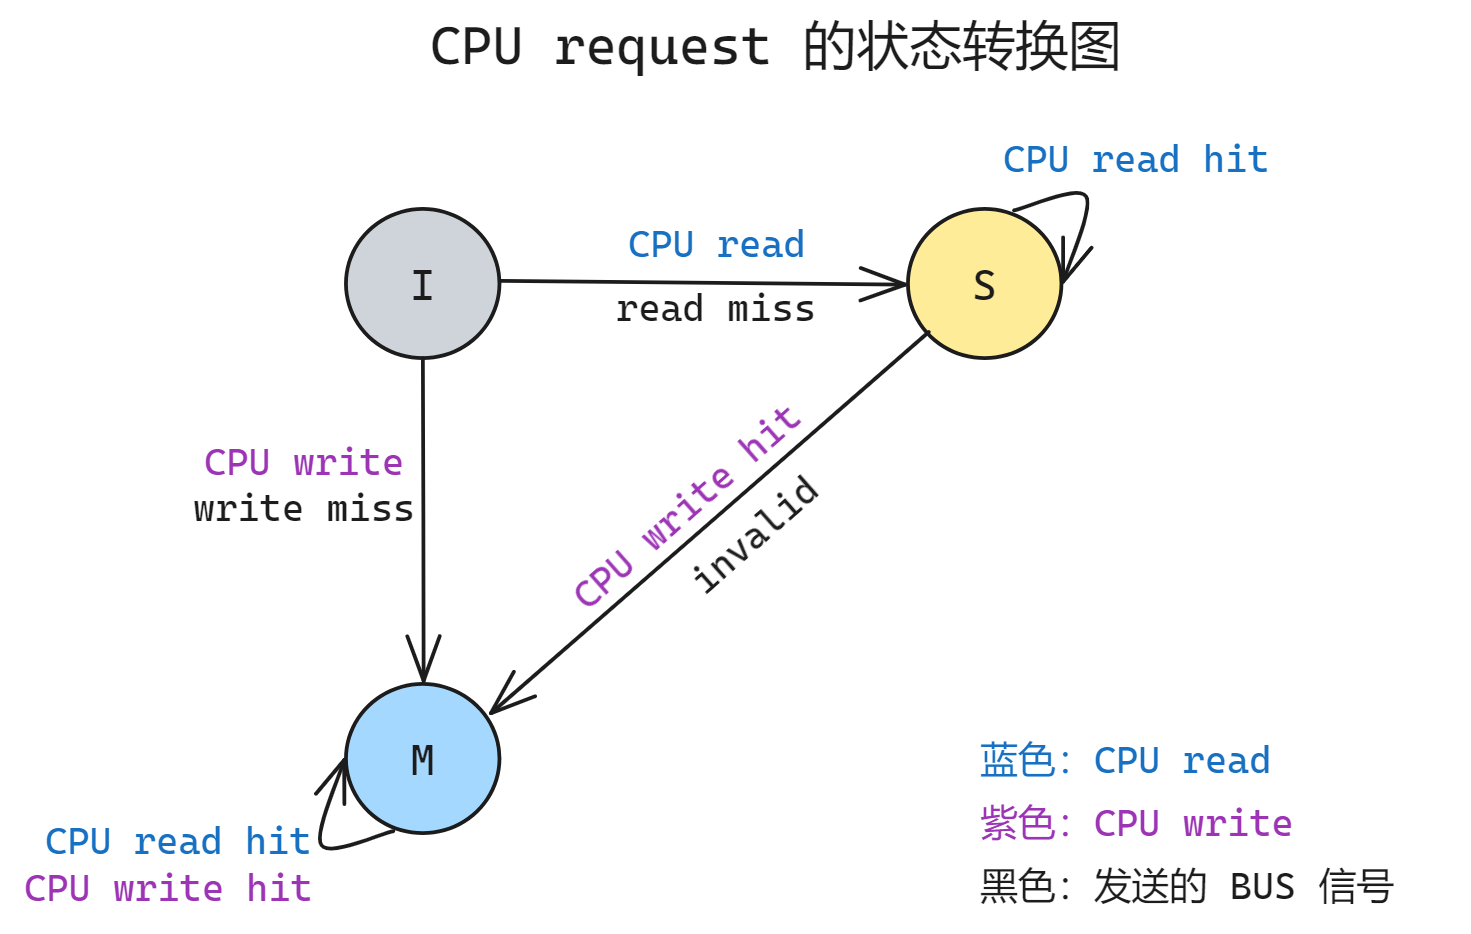 CPU request 的状态转换图
CPU read hit
I
CPU read
read miss
S
CPU write
write miss
CPU write hit
invalid
M
CPU read hit
CPU write hit
蓝色: CPU read
紫色: CPU write
黑色: 发送的 BUS 信号